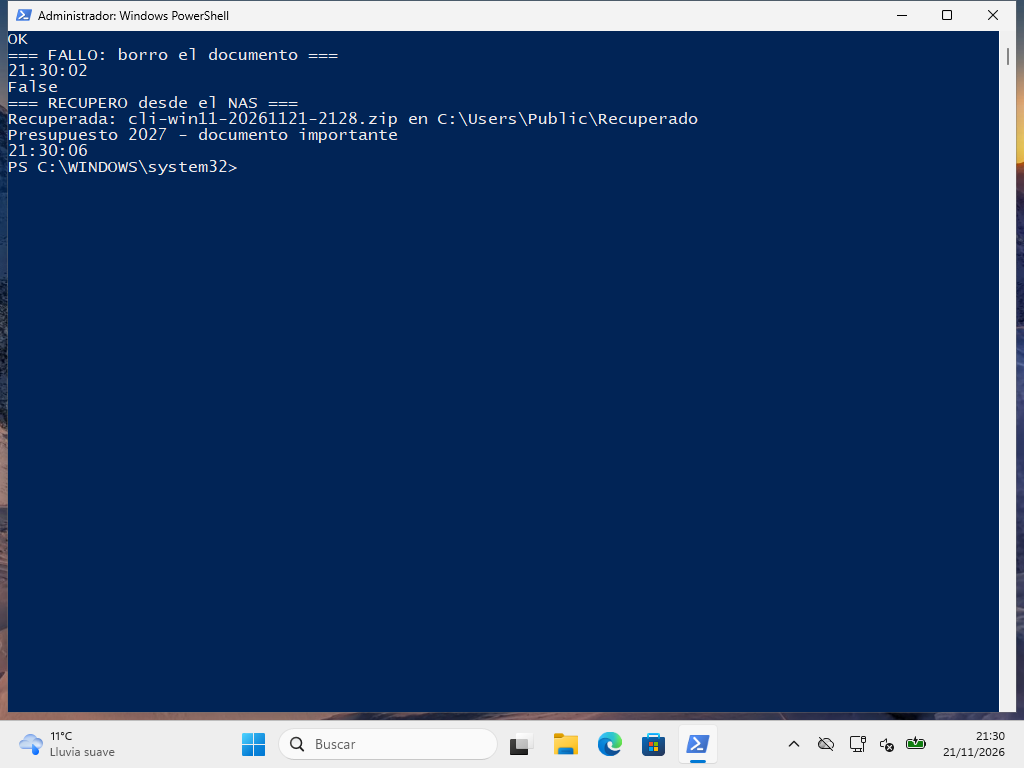 Administrador: Windows PowerShell
OK
=== FALLO: borro el documento ===
21:30:02
False
=== RECUPERO desde el NAS ===
Recuperada: cli-win11-20261121-2128.zip en C:\Users\Public\Recuperado
Presupuesto 2027 - documento importante
21:30:06
PS C:\WINDOWS\system32>
11°C
Lluvia suave
Buscar
21:30
21/11/2026